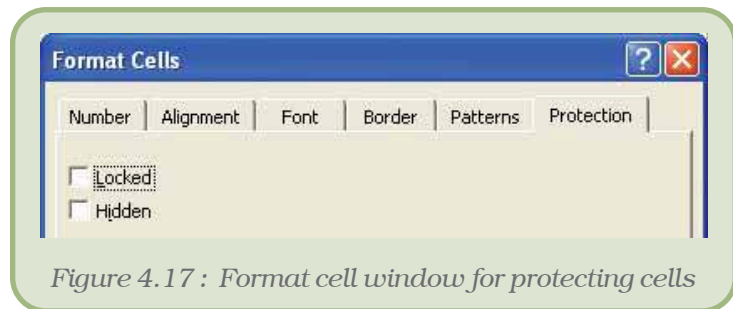 Format Cells
Number Alignment Font Border Patterns Protection
Locked
Hidden
Figure 4.17 : Format cell window for protecting cells